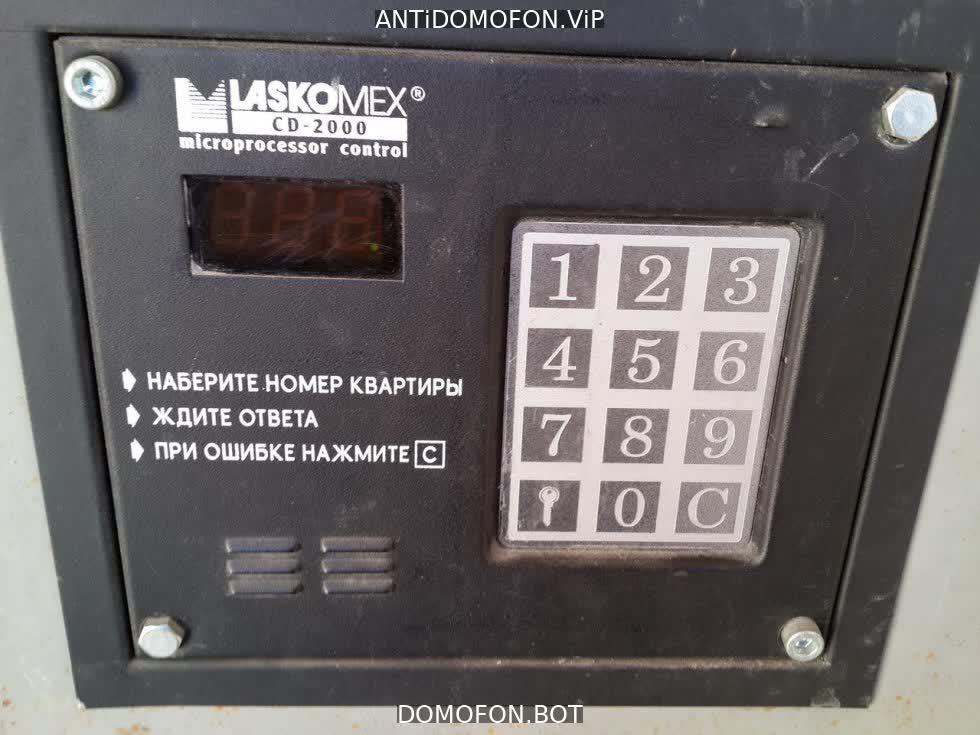 ANTiDOMOFON.ViP
LASKOMEX®
CD-2000
microprocessor control
НАБЕРИТЕ НОМЕР КВАРТИРЫ
ЖДИТЕ ОТВЕТА
ПРИ ОШИБКЕ НАЖМИТЕ C
1 2 3
4 5 6
7 8 9
0 C
DOMOFON.BOT